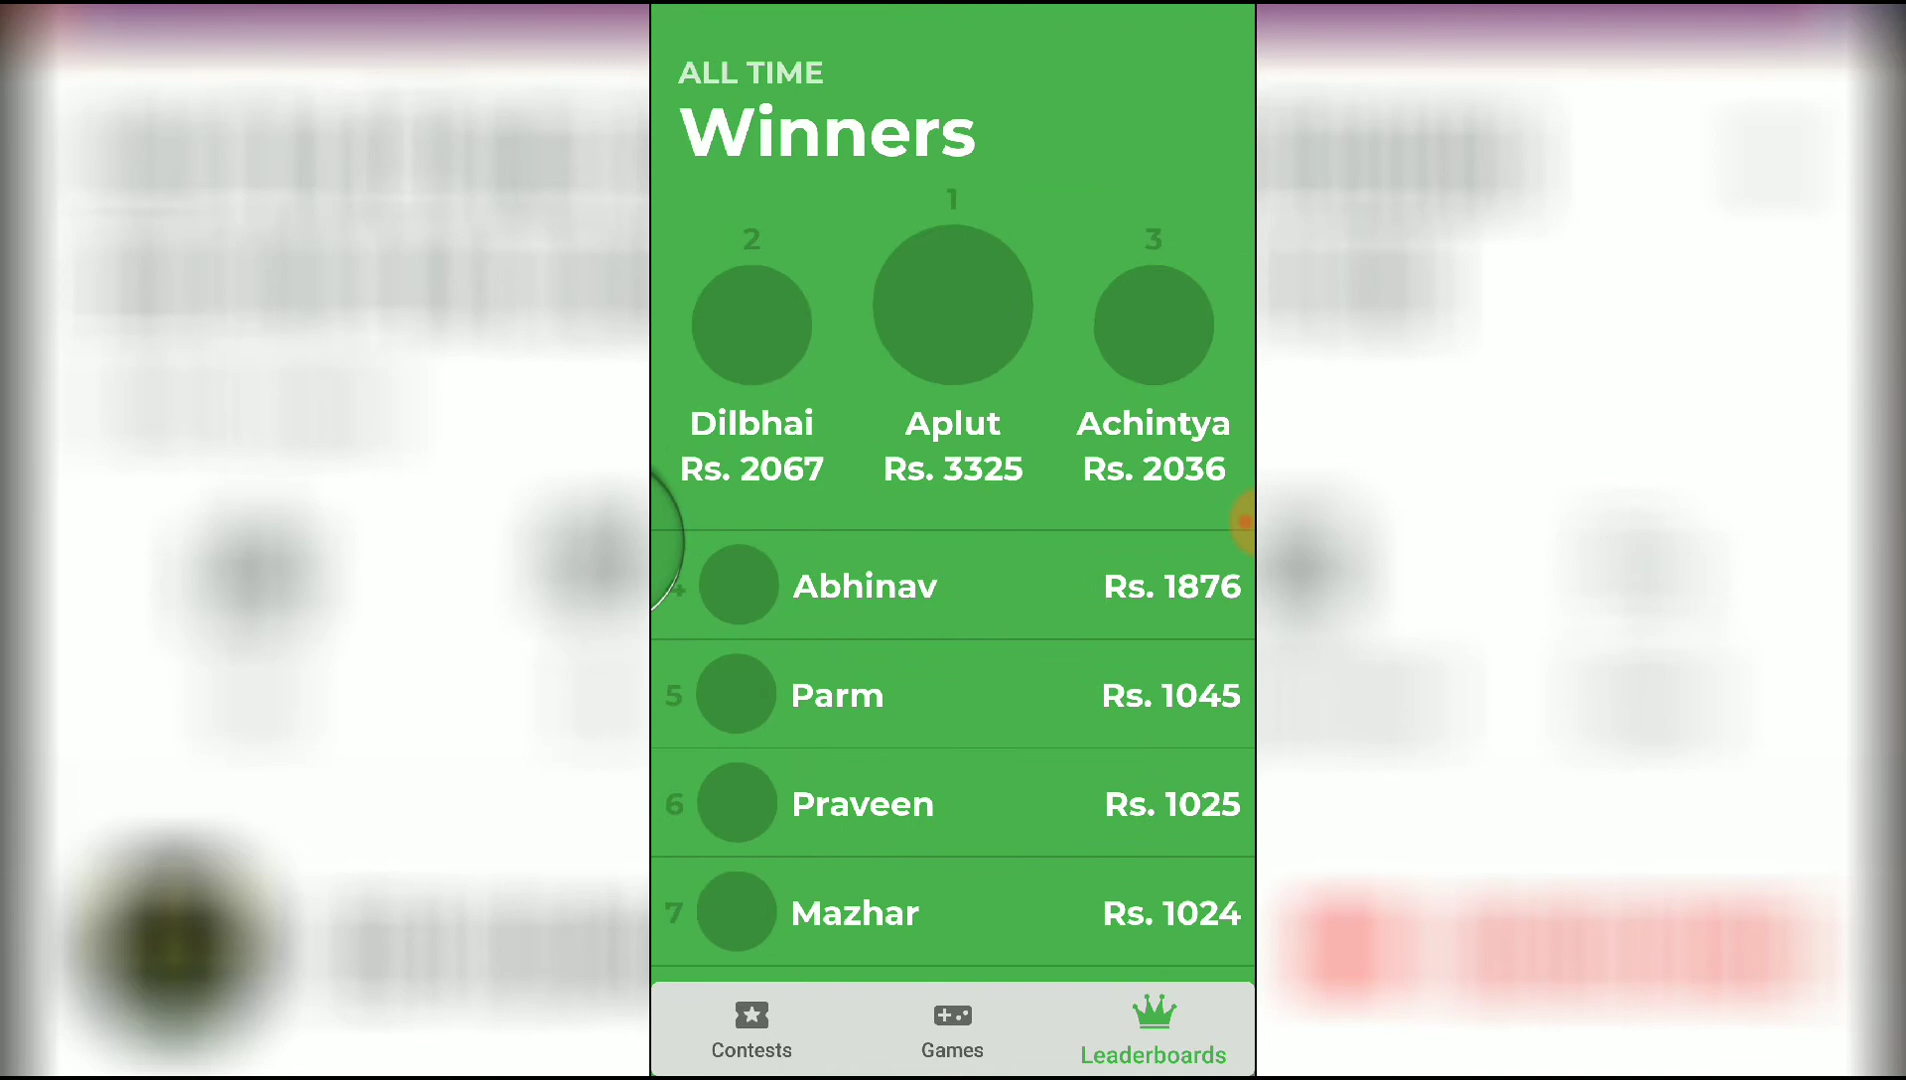 ALL TIME
Winners
1
2
3
Dilbhai
Aplut
Achintya
Rs. 2067
Rs. 3325
Rs. 2036
Abhinav
Rs. 1876
5
Parm
Rs. 1045
6
Praveen
Rs. 1025
7
Mazhar
Rs. 1024
Contests
Games
Leaderboards